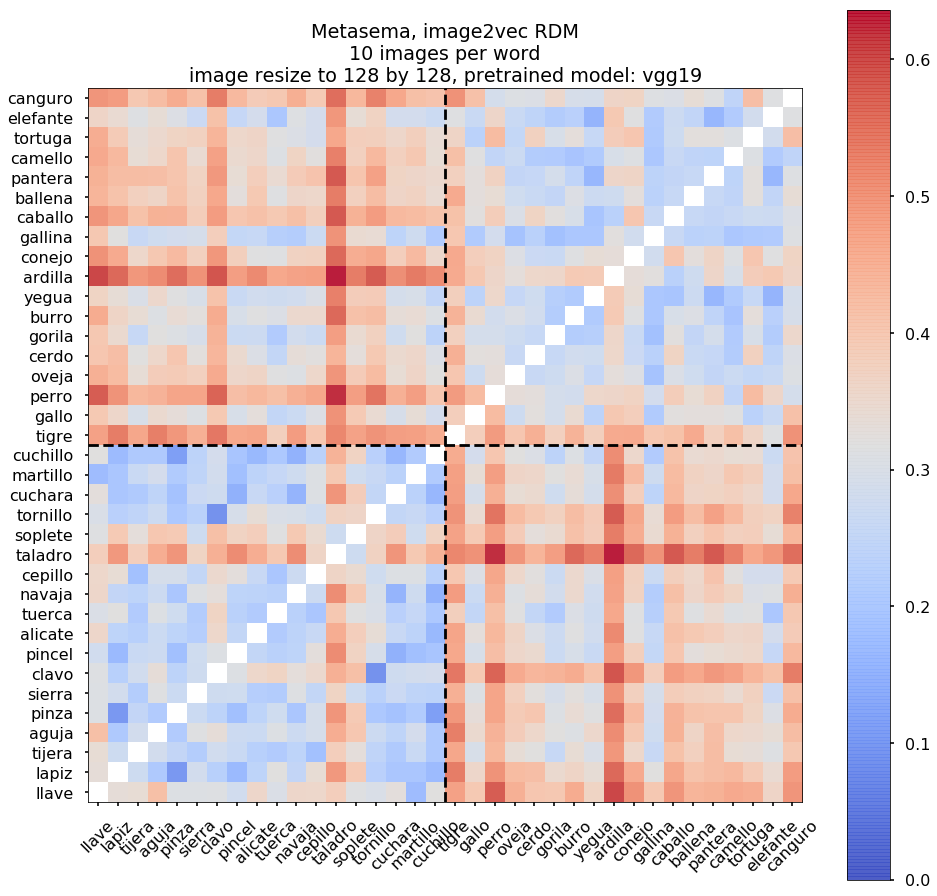 Metasema, image2vec RDM
10 images per word
image resize to 128 by 128, pretrained model: vgg19
canguro
elefante
tortuga
camello
pantera
ballena
caballo
gallina
conejo
ardilla
yegua
burro
gorila
cerdo
oveja
perro
gallo
tigre
cuchillo
martillo
cuchara
tornillo
soplete
taladro
cepillo
navaja
tuerca
alicate
pincel
clavo
sierra
pinza
aguja
tijera
lapiz
llave
llave
lapiz
tijera
aguja
pinza
sierra
clavo
pincel
alicate
tuerca
navaja
cepillo
taladro
soplete
tornillo
cuchara
martillo
cuchillo
tigre
gallo
perro
oveja
cerdo
gorila
burro
yegua
ardilla
conejo
gallina
caballo
ballena
pantera
camello
tortuga
elefante
canguro
0.6
0.5
0.4
0.3
0.2
0.1
0.0